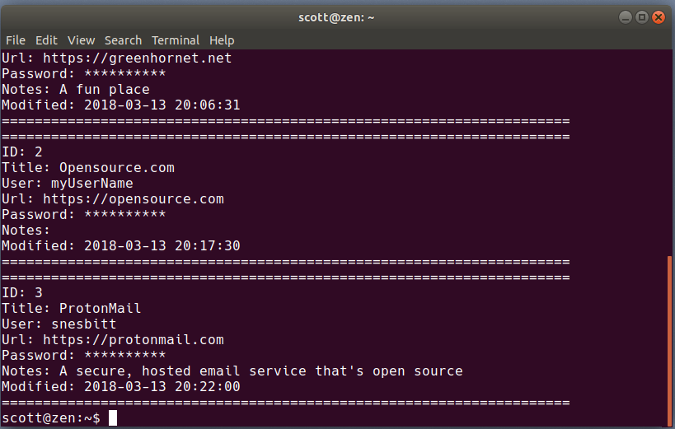 scott@zen: ~
File Edit View Search Terminal Help
Url: https://greenhornet.net
Password: **********
Notes: A fun place
Modified: 2018-03-13 20:06:31
======================================================================
======================================================================
ID: 2
Title: Opensource.com
User: myUserName
Url: https://opensource.com
Password: **********
Notes:
Modified: 2018-03-13 20:17:30
======================================================================
======================================================================
ID: 3
Title: ProtonMail
User: snesbitt
Url: https://protonmail.com
Password: **********
Notes: A secure, hosted email service that's open source
Modified: 2018-03-13 20:22:00
======================================================================
scott@zen:~$